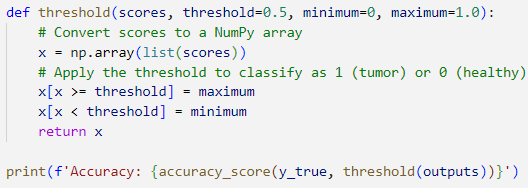 def threshold(scores, threshold=0.5, minimum=0, maximum=1.0):
    # Convert scores to a NumPy array
    x = np.array(list(scores))
    # Apply the threshold to classify as 1 (tumor) or 0 (healthy)
    x[x >= threshold] = maximum
    x[x < threshold] = minimum
    return x

print(f'Accuracy: {accuracy_score(y_true, threshold(outputs))}')